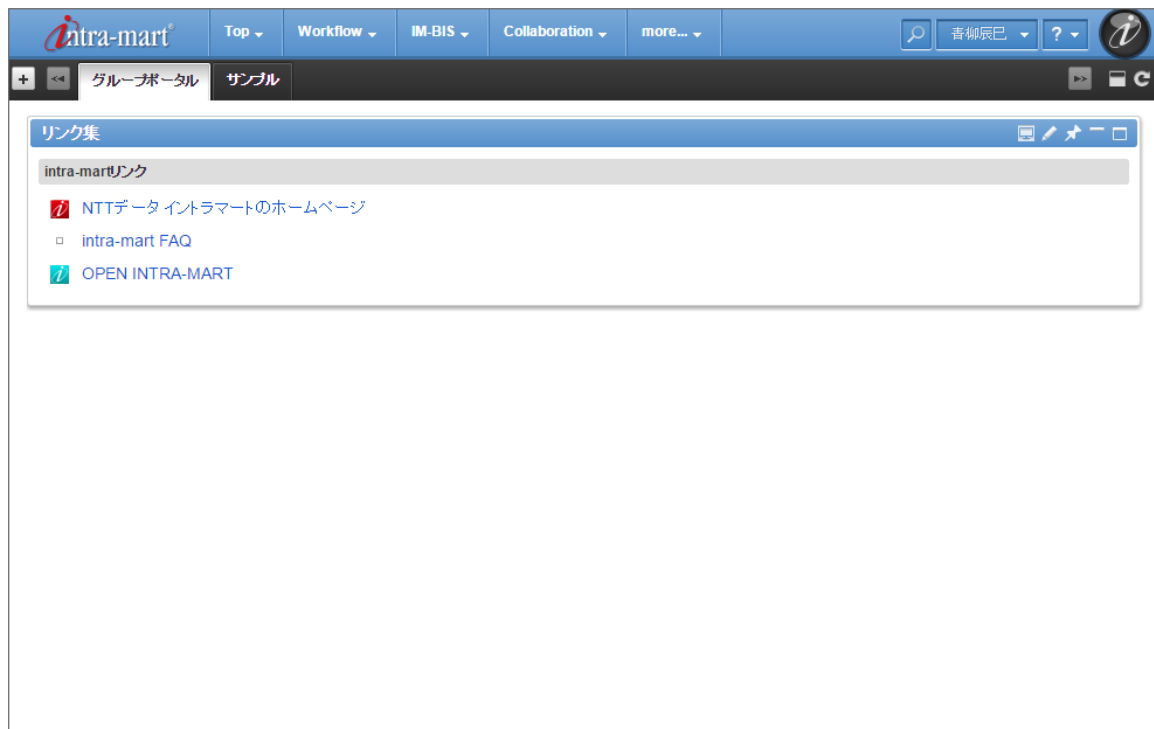 intra-mart® Top Workflow IM-BIS Collaboration more... 青柳辰巳 ?
グループポータル サンプル
リンク集
intra-martリンク
NTTデータ イントラマートのホームページ
intra-mart FAQ
OPEN INTRA-MART